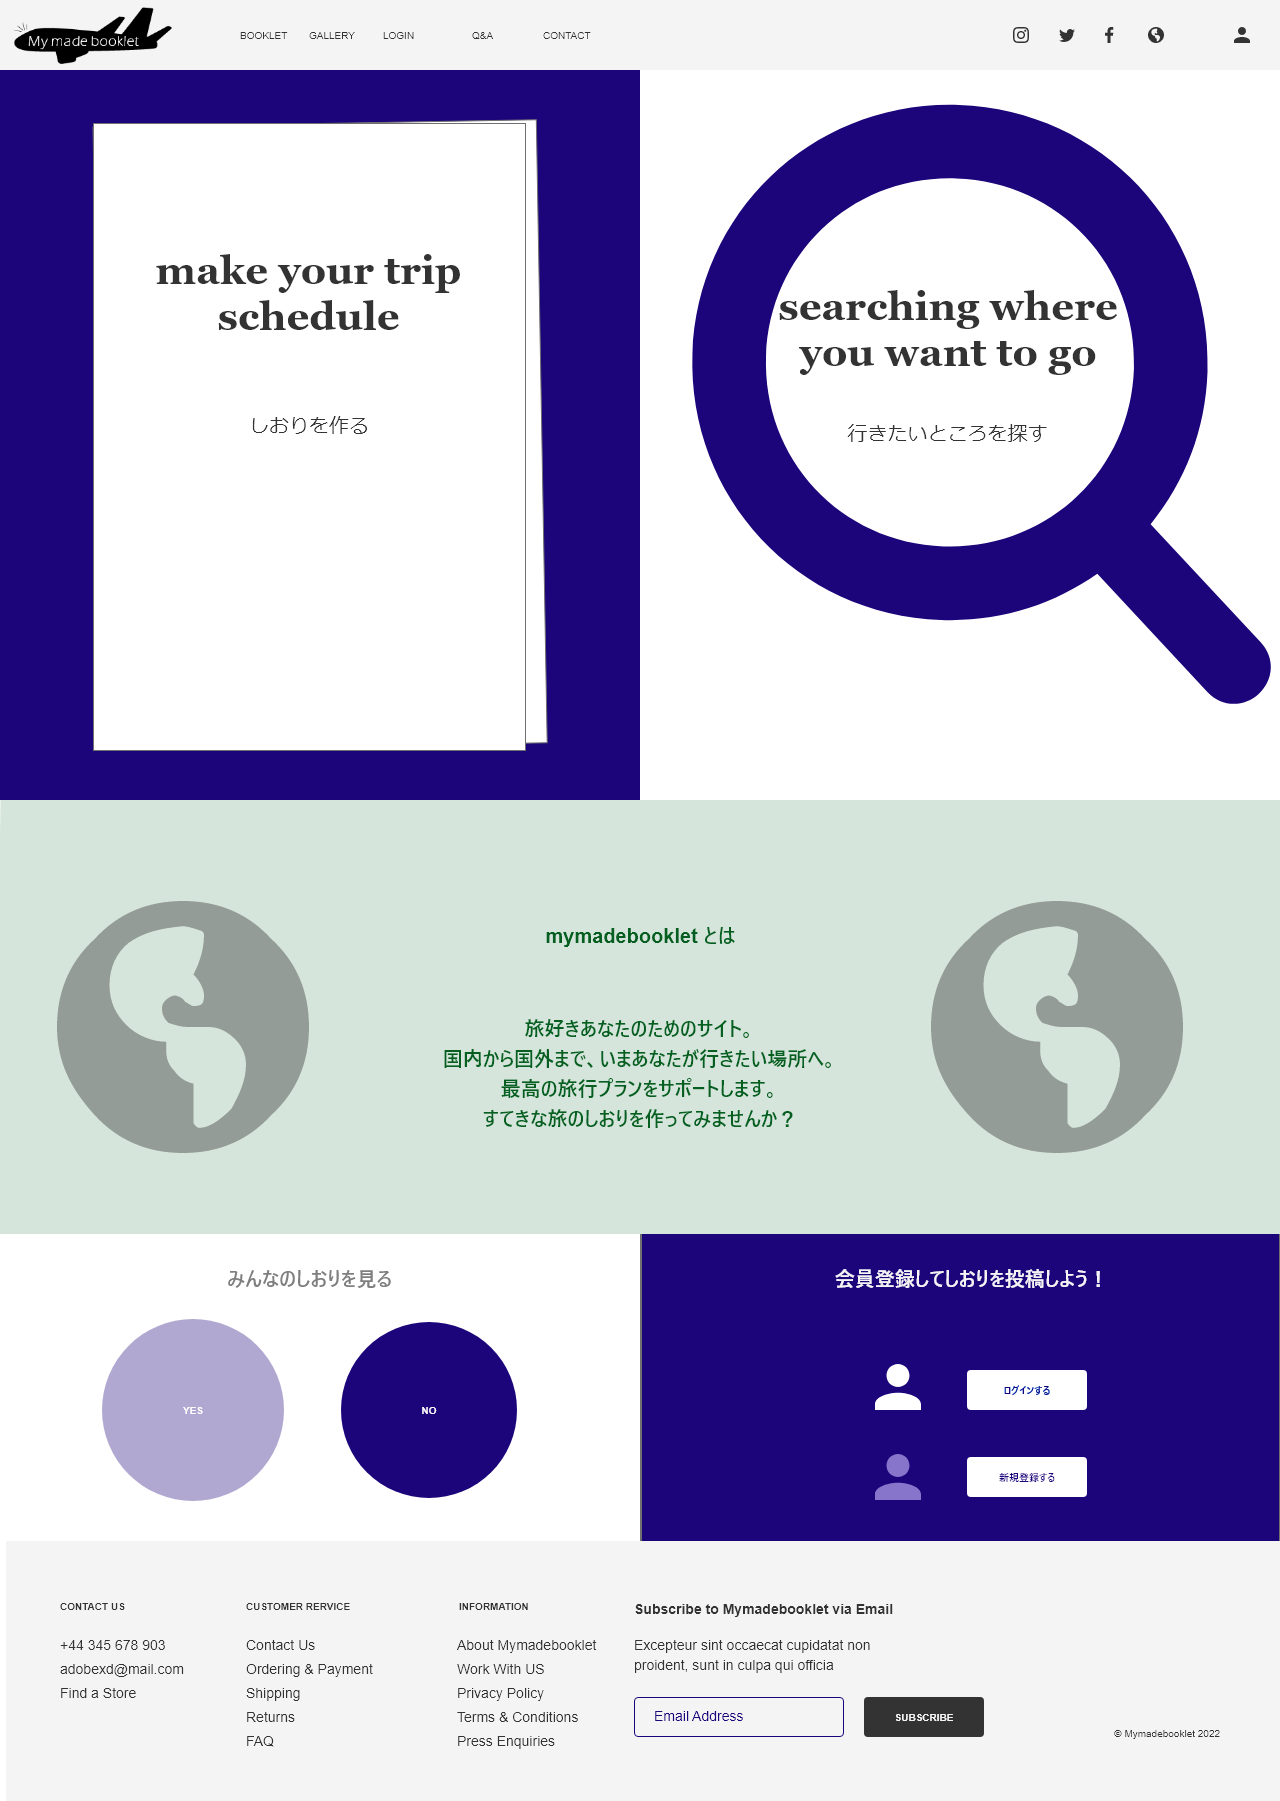 My made booklet
BOOKLET
GALLERY
LOGIN
Q&A
CONTACT
make your trip
schedule
しおりを作る
searching where
you want to go
行きたいところを探す
mymadebooklet とは
旅好きあなたのためのサイト。
国内から国外まで、いまあなたが行きたい場所へ。
最高の旅行プランをサポートします。
すてきな旅のしおりを作ってみませんか？
みんなのしおりを見る
YES
NO
会員登録してしおりを投稿しよう！
ログインする
新規登録する
CONTACT US
+44 345 678 903
adobexd@mail.com
Find a Store
CUSTOMER RERVICE
Contact Us
Ordering & Payment
Shipping
Returns
FAQ
INFORMATION
About Mymadebooklet
Work With US
Privacy Policy
Terms & Conditions
Press Enquiries
Subscribe to Mymadebooklet via Email
Excepteur sint occaecat cupidatat non
proident, sunt in culpa qui officia
Email Address
SUBSCRIBE
© Mymadebooklet 2022